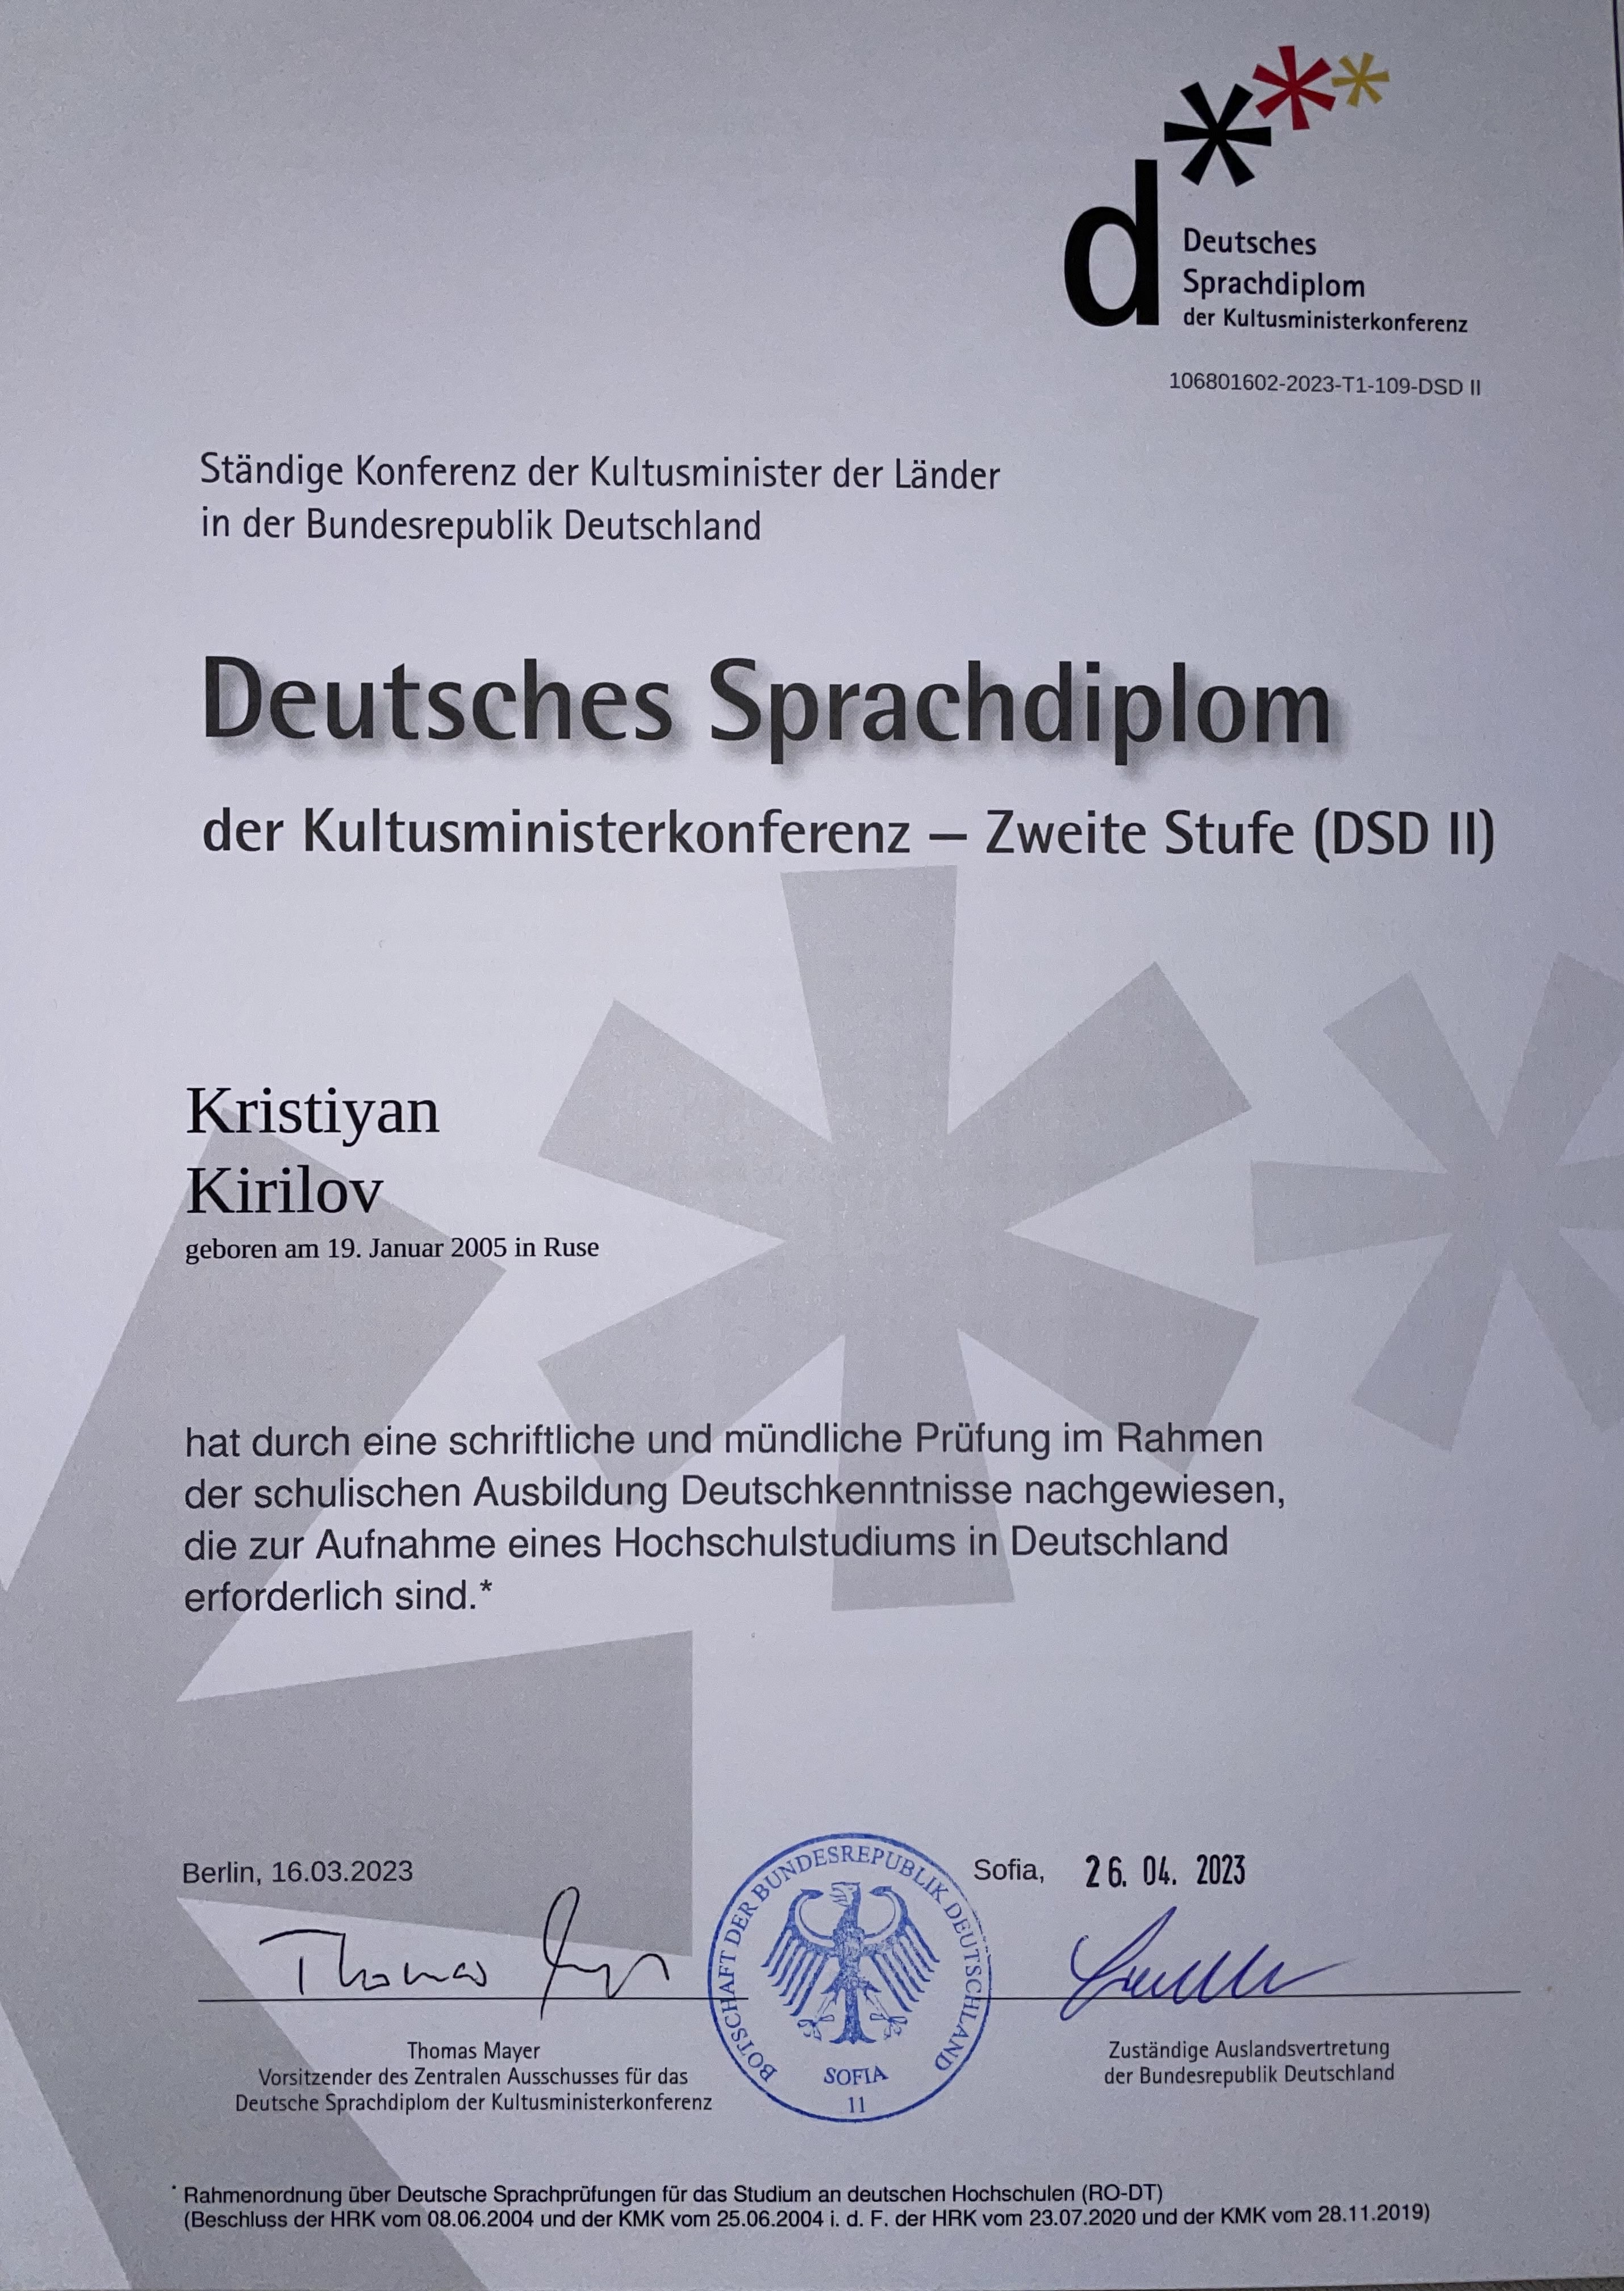 d
Deutsches
Sprachdiplom
der Kultusministerkonferenz
106801602-2023-T1-109-DSD II
Ständige Konferenz der Kultusminister der Länder
in der Bundesrepublik Deutschland
Deutsches Sprachdiplom
der Kultusministerkonferenz – Zweite Stufe (DSD II)
Kristiyan
Kirilov
geboren am 19. Januar 2005 in Ruse
hat durch eine schriftliche und mündliche Prüfung im Rahmen
der schulischen Ausbildung Deutschkenntnisse nachgewiesen,
die zur Aufnahme eines Hochschulstudiums in Deutschland
erforderlich sind.*
Berlin, 16.03.2023
Sofia, 26. 04. 2023
Thomas
BOTSCHAFT DER BUNDESREPUBLIK DEUTSCHLAND
SOFIA
11
Thomas Mayer
Vorsitzender des Zentralen Ausschusses für das
Deutsche Sprachdiplom der Kultusministerkonferenz
Zuständige Auslandsvertretung
der Bundesrepublik Deutschland
* Rahmenordnung über Deutsche Sprachprüfungen für das Studium an deutschen Hochschulen (RO-DT)
(Beschluss der HRK vom 08.06.2004 und der KMK vom 25.06.2004 i. d. F. der HRK vom 23.07.2020 und der KMK vom 28.11.2019)